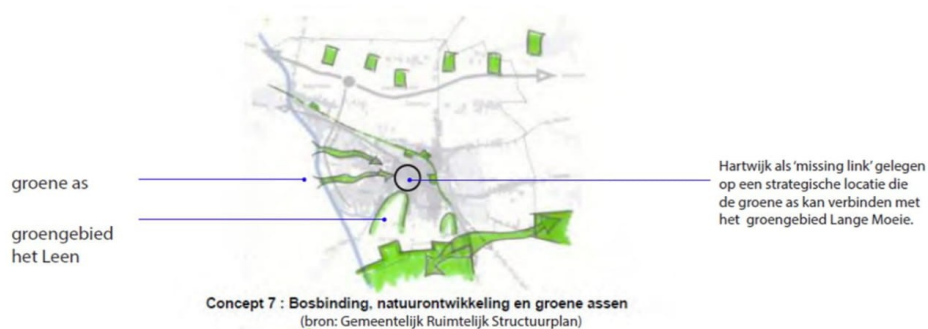 groene as
groengebied
het Leen
Hartwijk als 'missing link' gelegen
op een strategische locatie die
de groene as kan verbinden met
het groengebied Lange Moeie.
Concept 7 : Bosbinding, natuurontwikkeling en groene assen
(bron: Gemeentelijk Ruimtelijk Structuurplan)